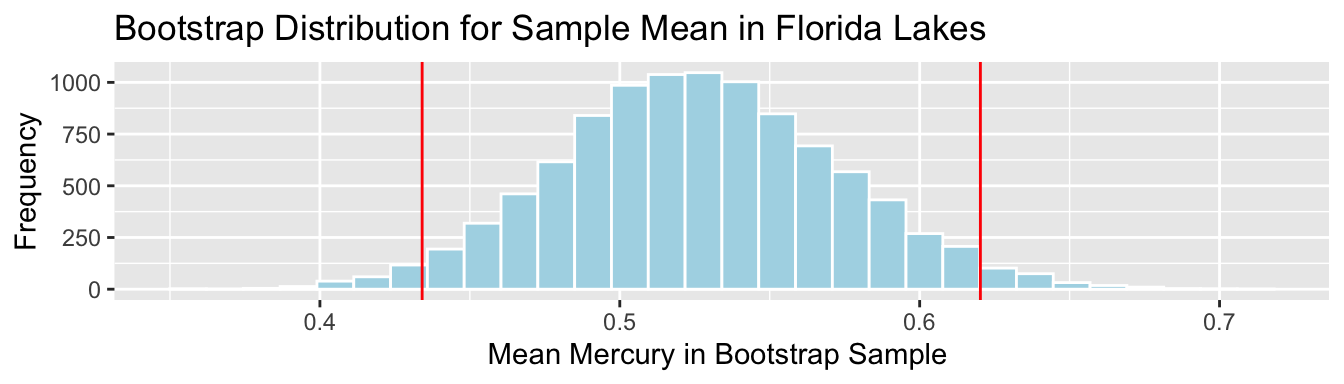 Bootstrap Distribution for Sample Mean in Florida Lakes
Frequency
1000
750
500
250
0
0.4 0.5 0.6 0.7
Mean Mercury in Bootstrap Sample